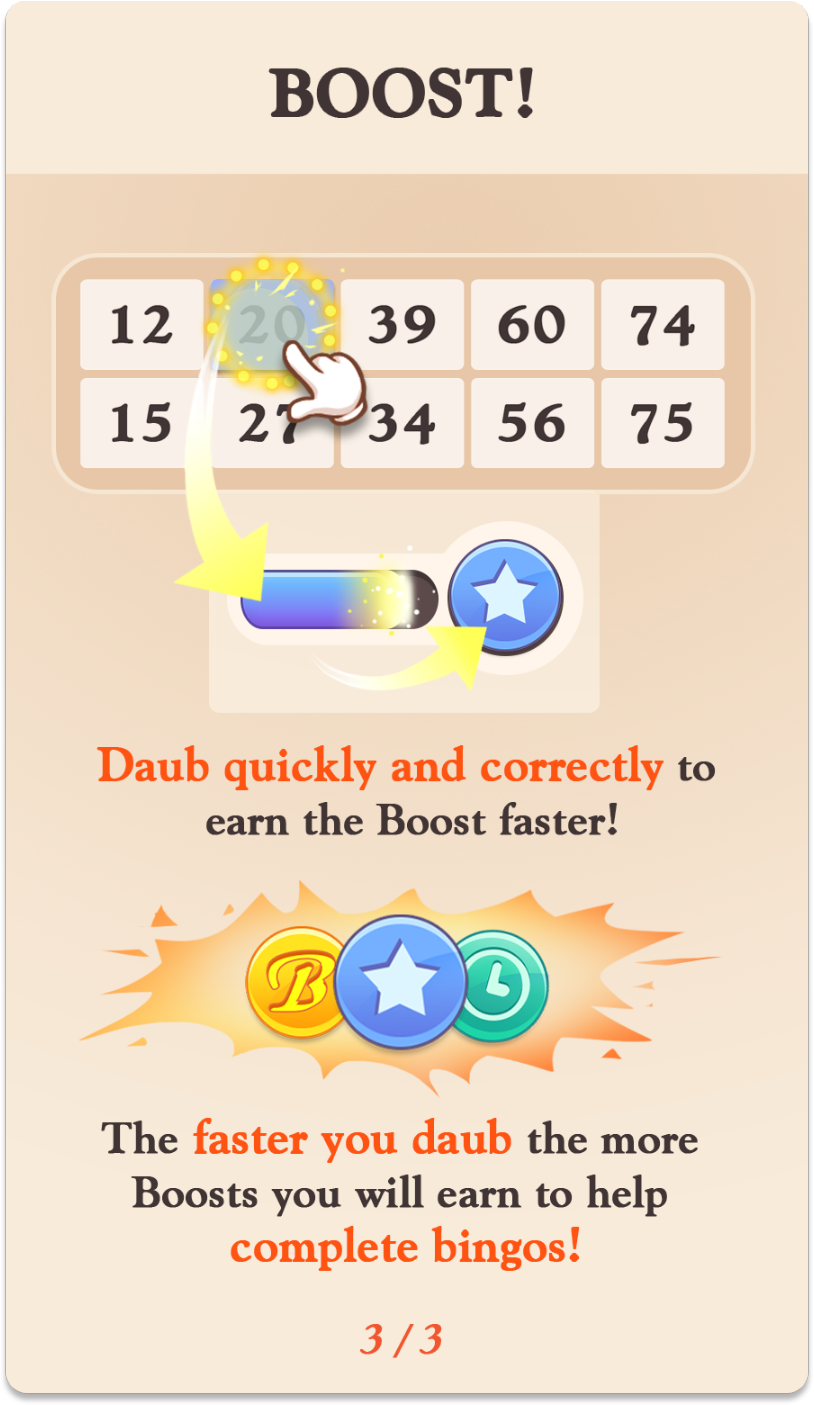 BOOST!
12 20 39 60 74
15 27 34 56 75
Daub quickly and correctly to
earn the Boost faster!
B
The faster you daub the more
Boosts you will earn to help
complete bingos!
3 / 3